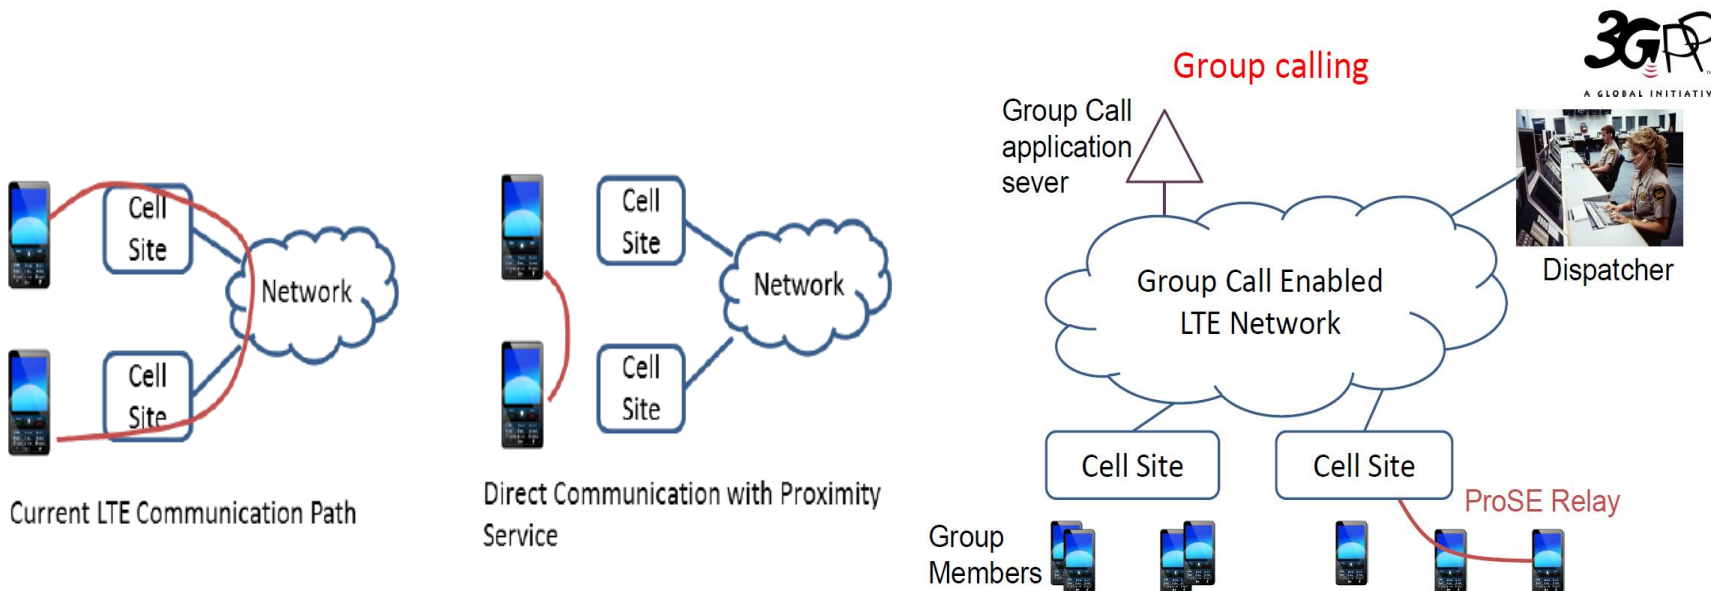 Cell
Site
Network
Cell
Site
Current LTE Communication Path
Cell
Site
Network
Cell
Site
Direct Communication with Proximity
Service
Group calling
3GPP
A GLOBAL INITIATIV
Group Call
application
sever
Dispatcher
Group Call Enabled
LTE Network
Cell Site
Cell Site
ProSE Relay
Group
Members